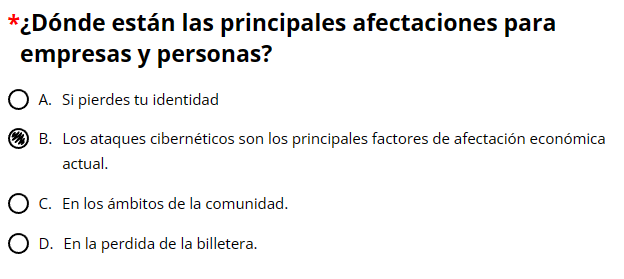 *¿Dónde están las principales afectaciones para
empresas y personas?
A. Si pierdes tu identidad
B. Los ataques cibernéticos son los principales factores de afectación económica
actual.
C. En los ámbitos de la comunidad.
D. En la perdida de la billetera.